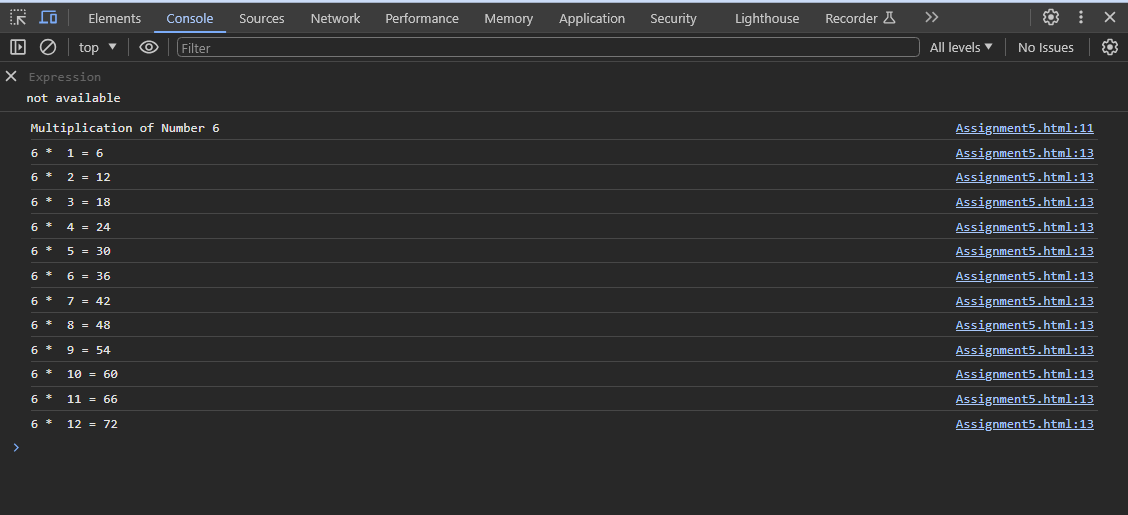 Elements Console Sources Network Performance Memory Application Security Lighthouse Recorder
top Filter All levels No Issues
Expression
not available
Multiplication of Number 6 Assignment5.html:11
6 *  1 = 6 Assignment5.html:13
6 *  2 = 12 Assignment5.html:13
6 *  3 = 18 Assignment5.html:13
6 *  4 = 24 Assignment5.html:13
6 *  5 = 30 Assignment5.html:13
6 *  6 = 36 Assignment5.html:13
6 *  7 = 42 Assignment5.html:13
6 *  8 = 48 Assignment5.html:13
6 *  9 = 54 Assignment5.html:13
6 *  10 = 60 Assignment5.html:13
6 *  11 = 66 Assignment5.html:13
6 *  12 = 72 Assignment5.html:13